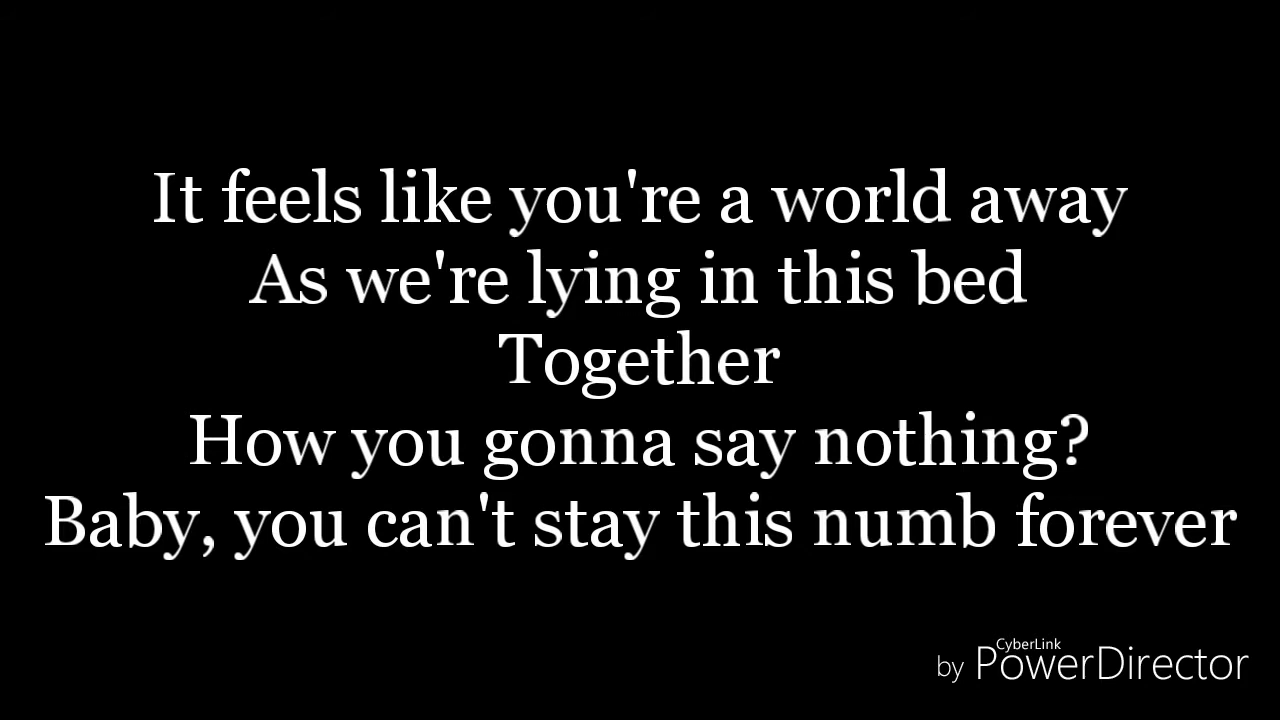 It feels like you're a world away
As we're lying in this bed
Together
How you gonna say nothing?
Baby, you can't stay this numb forever
CyberLink
by PowerDirector